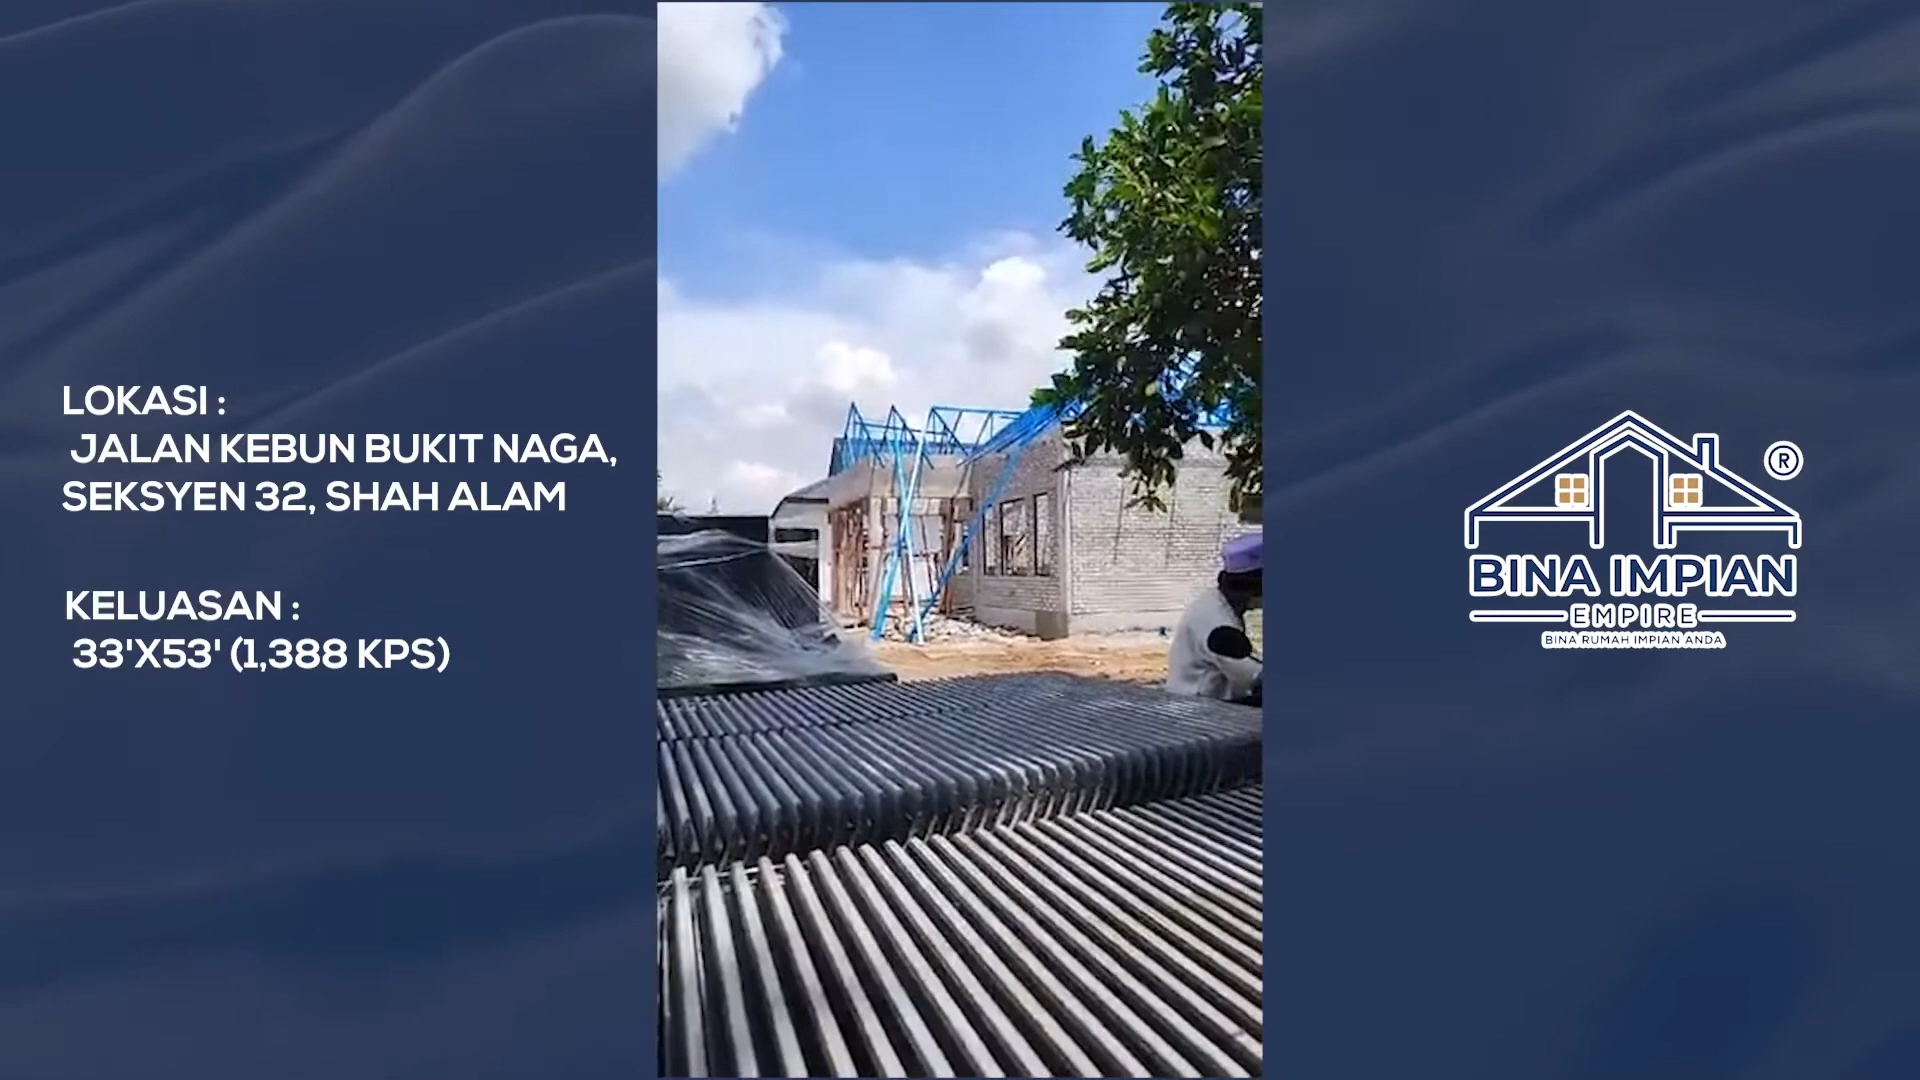 LOKASI :
JALAN KEBUN BUKIT NAGA,
SEKSYEN 32, SHAH ALAM
KELUASAN :
33'X53' (1,388 KPS)
®
BINA IMPIAN
EMPIRE
BINA RUMAH IMPIAN ANDA